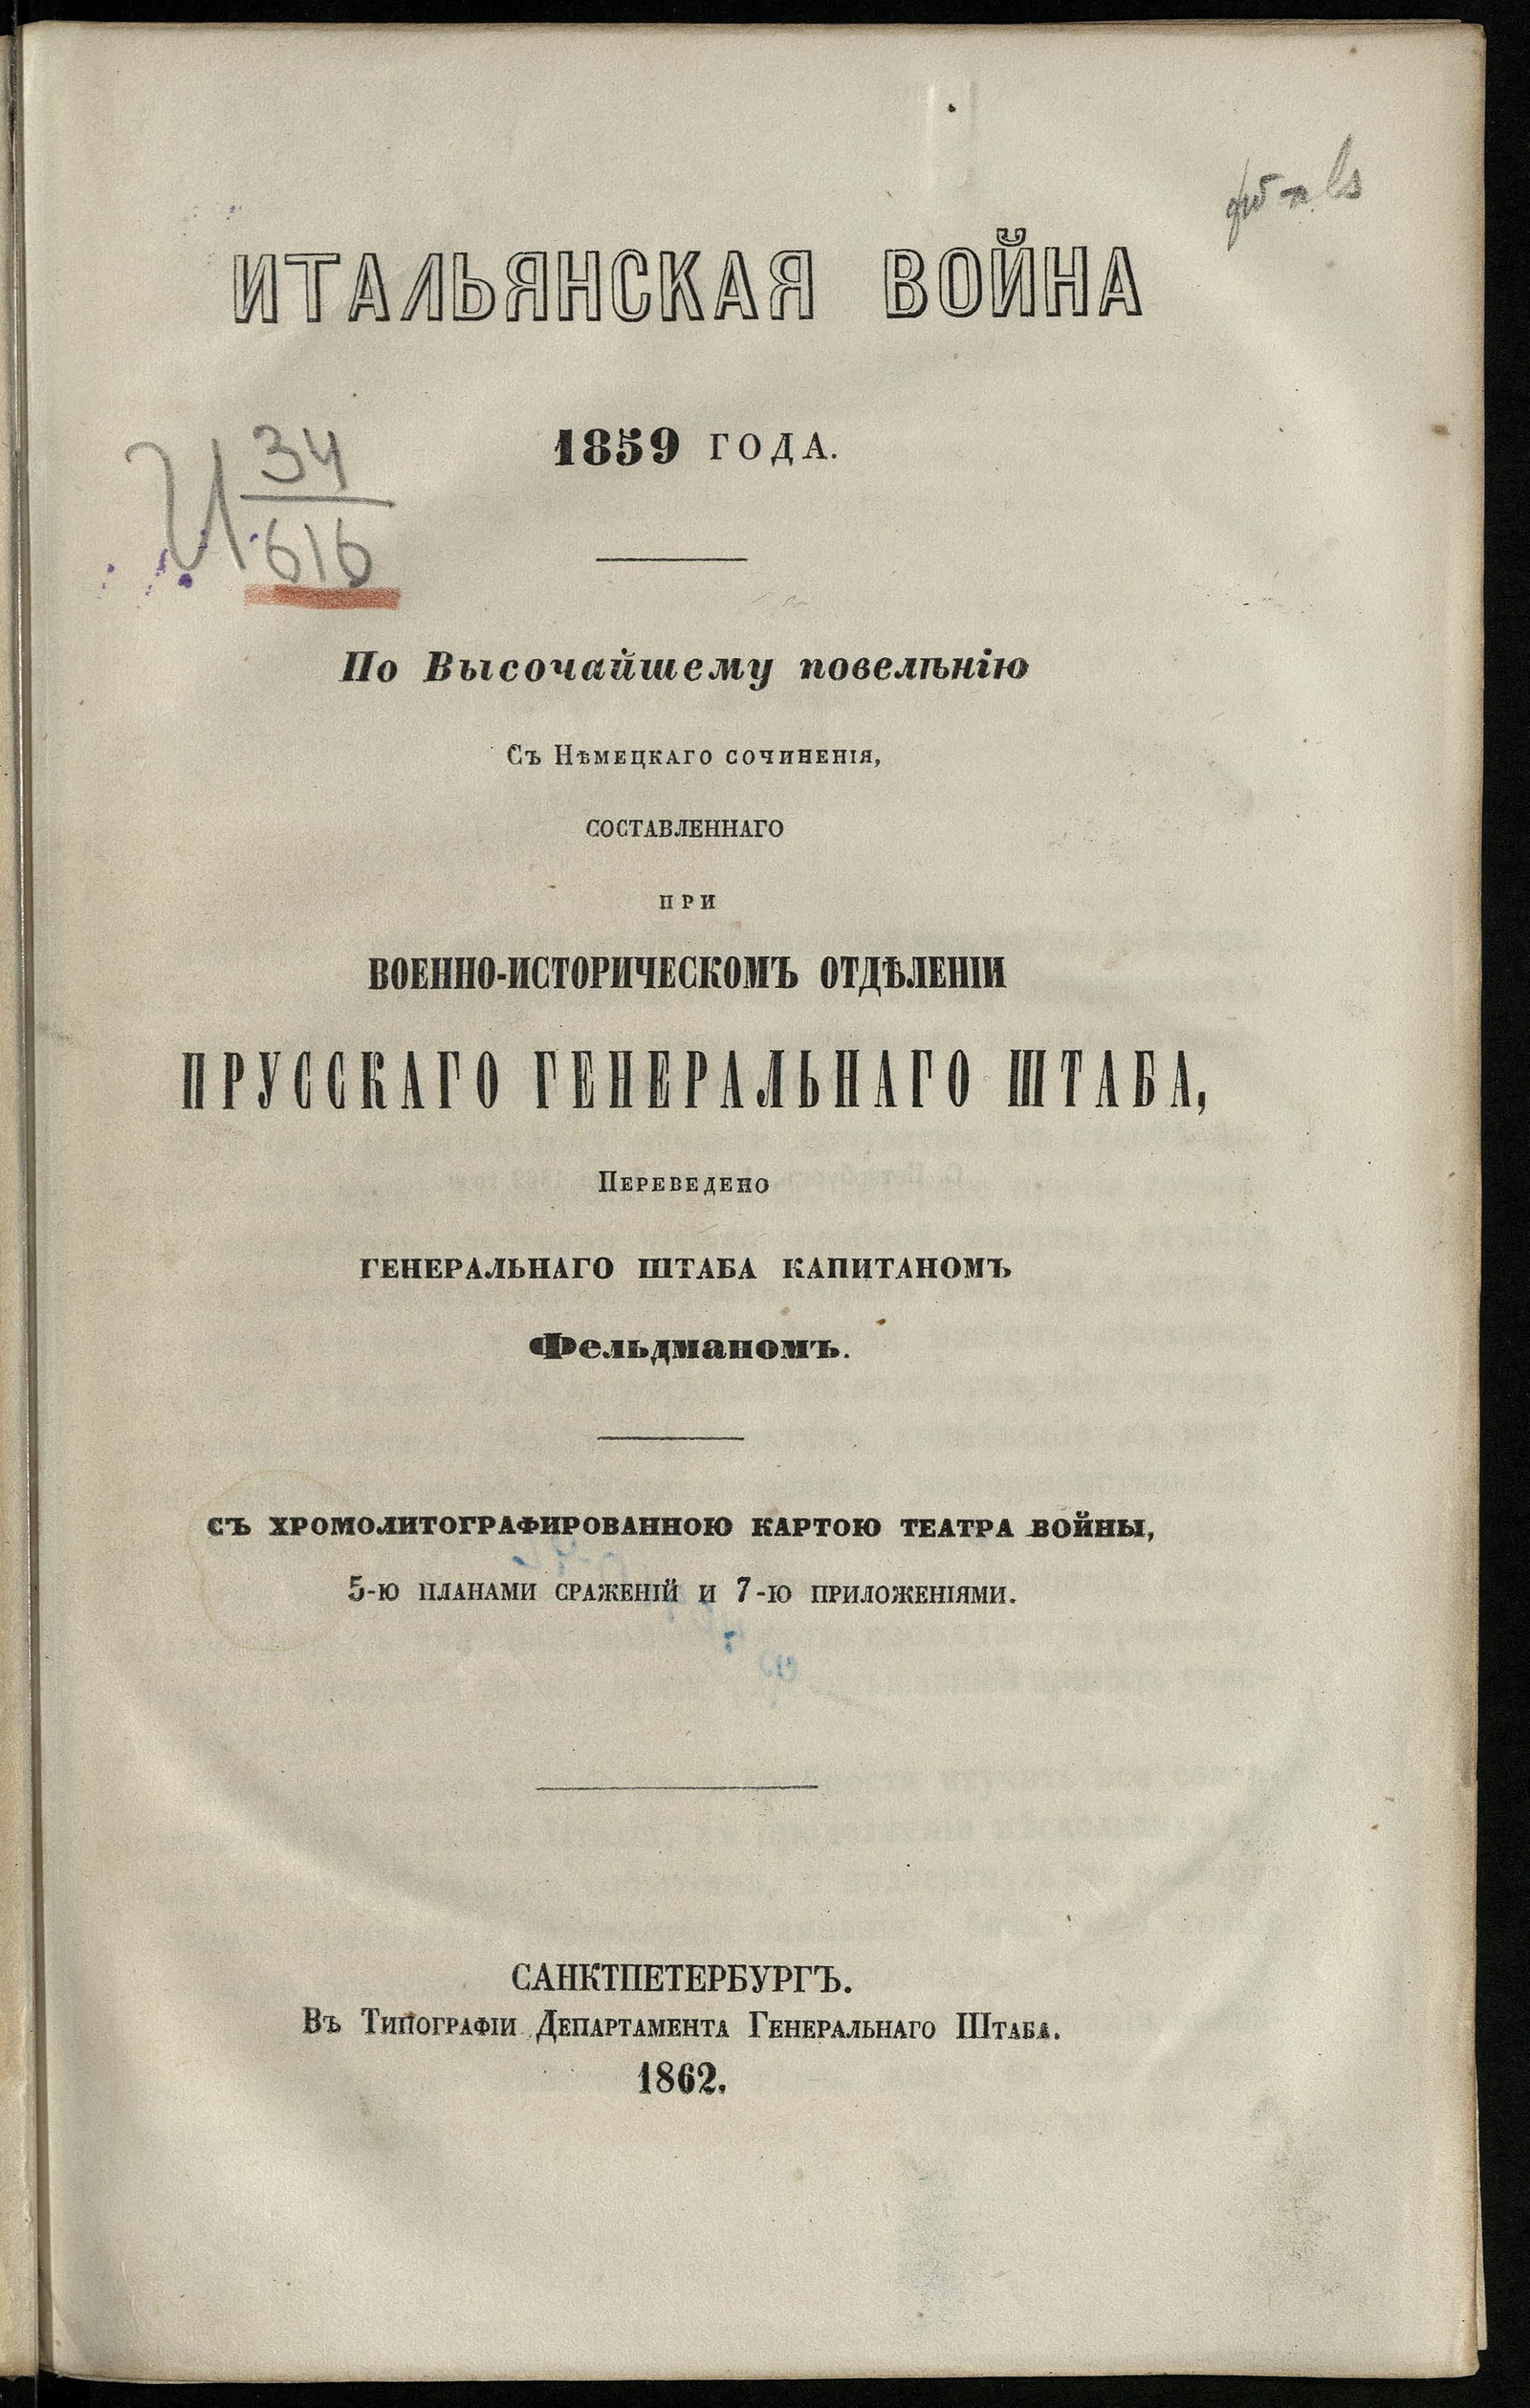 ИТАЛЬЯНСКАЯ ВОЙНА
1859 ГОДА.
И 34
616
По Высочайшему повелѣнію
Съ Нѣмецкаго сочиненія,
СОСТАВЛЕННАГО
ПРИ
ВОЕННО-ИСТОРИЧЕСКОМЪ ОТДѢЛЕНІИ
ПРУССКАГО ГЕНЕРАЛЬНАГО ШТАБА,
Переведено
ГЕНЕРАЛЬНАГО ШТАБА КАПИТАНОМЪ
Фельдманомъ.
СЪ ХРОМОЛИТОГРАФИРОВАННОЮ КАРТОЮ ТЕАТРА ВОЙНЫ,
5-Ю ПЛАНАМИ СРАЖЕНІЙ И 7-Ю ПРИЛОЖЕНІЯМИ.
САНКТПЕТЕРБУРГЪ.
Въ Типографіи Департамента Генеральнаго Штаба.
1862.